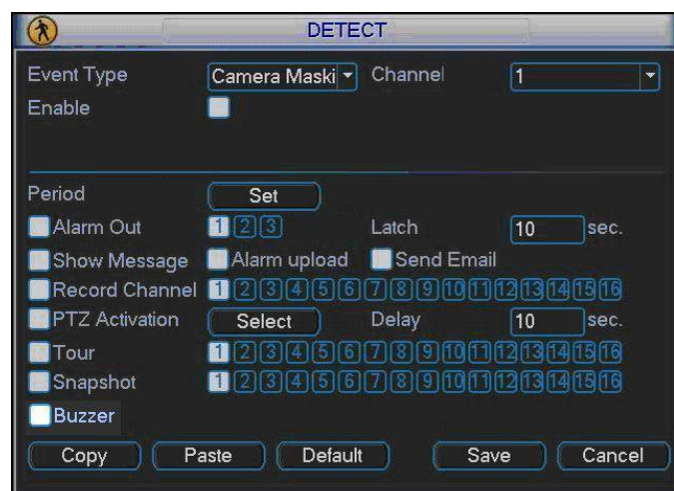 DETECT
Event Type Camera Maski Channel 1
Enable
Period Set
Alarm Out 1 2 3 Latch 10 sec.
Show Message Alarm upload Send Email
Record Channel 1 2 3 4 5 6 7 8 9 10 11 12 13 14 15 16
PTZ Activation Select Delay 10 sec.
Tour 1 2 3 4 5 6 7 8 9 10 11 12 13 14 15 16
Snapshot 1 2 3 4 5 6 7 8 9 10 11 12 13 14 15 16
Buzzer
Copy Paste Default Save Cancel